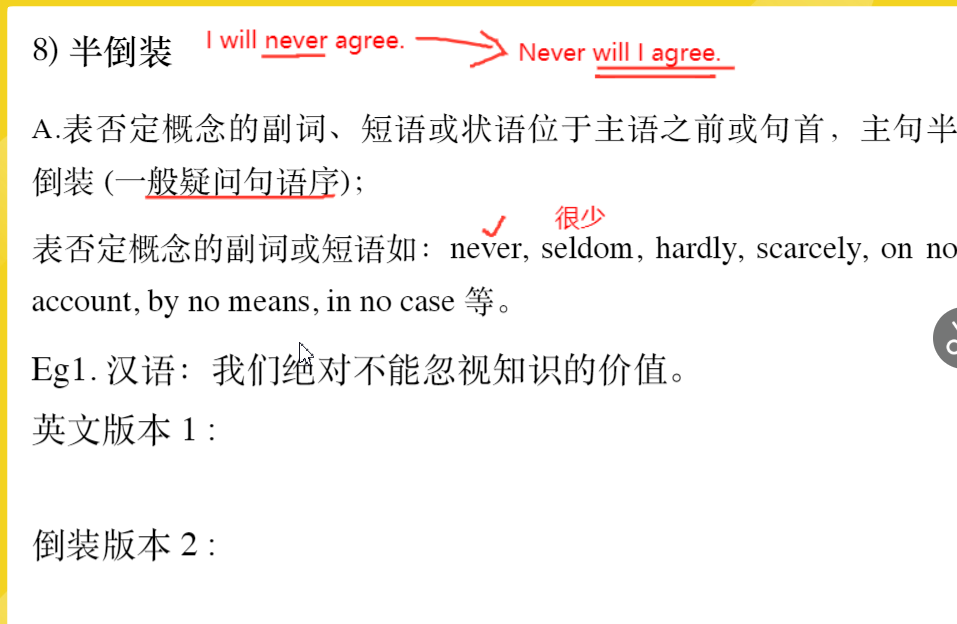 8) 半倒装 I will never agree. Never will I agree.
A.表否定概念的副词、短语或状语位于主语之前或句首，主句半
倒装 (一般疑问句语序)；
很少
表否定概念的副词或短语如：never, seldom, hardly, scarcely, on no
account, by no means, in no case 等。
Eg1. 汉语：我们绝对不能忽视知识的价值。
英文版本 1：
倒装版本 2：